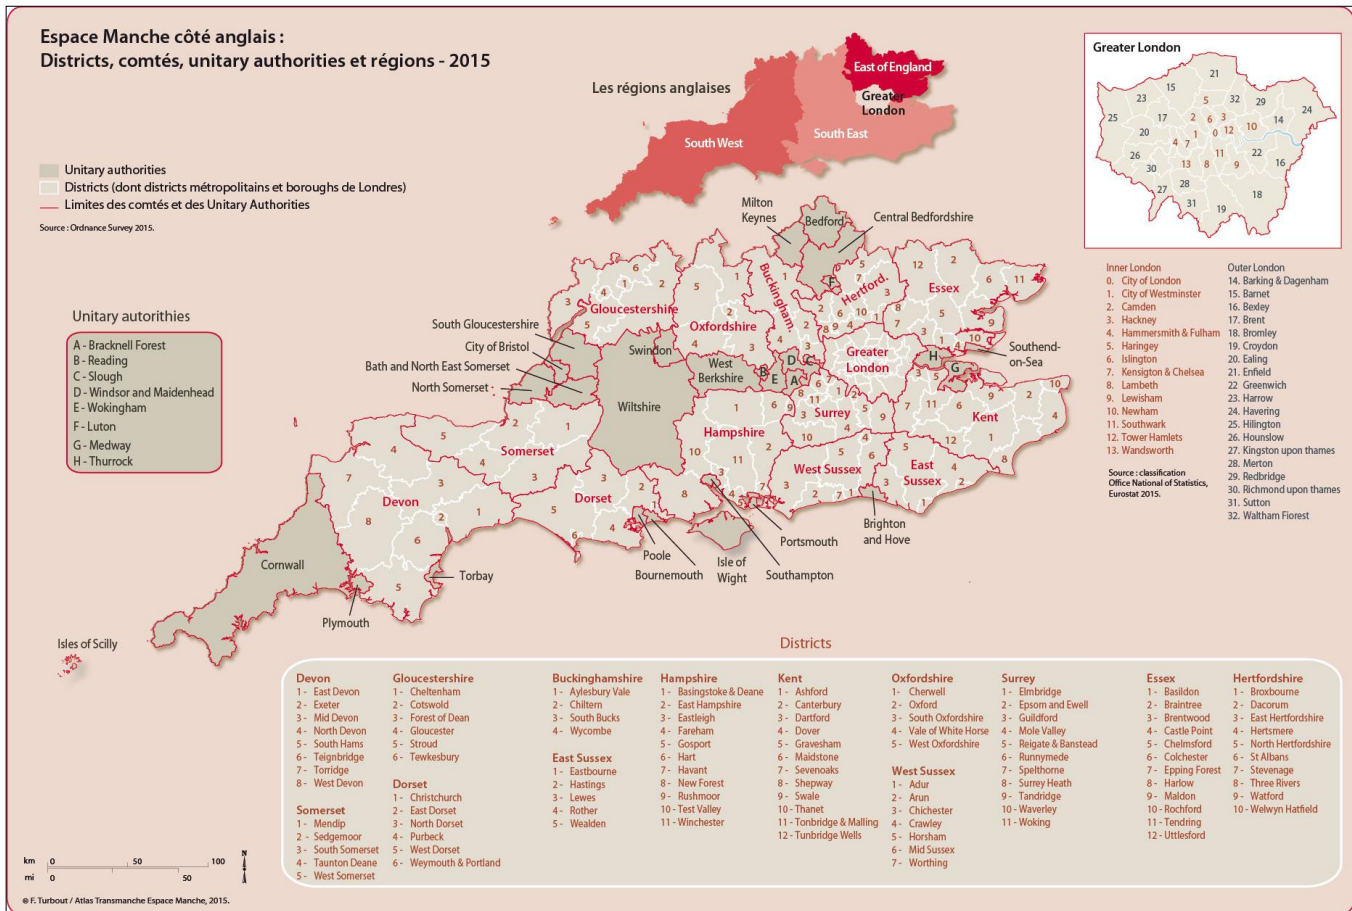 Espace Manche côté anglais :
Districts, comtés, unitary authorities et régions - 2015
Les régions anglaises
East of England
Greater
London
South West
South East
Unitary authorities
Districts (dont districts métropolitains et boroughs de Londres)
Limites des comtés et des Unitary Authorities
Source : Ordnance Survey 2015.
Unitary autorithies
A - Bracknell Forest
B - Reading
C - Slough
D - Windsor and Maidenhead
E - Wokingham
F - Luton
G - Medway
H - Thurrock
Milton
Keynes
Bedford
Central Bedfordshire
Buckingham.
Hertford.
Essex
Gloucestershire
Oxfordshire
South Gloucestershire
City of Bristol
Bath and North East Somerset
North Somerset
Swindon
West
Berkshire
Wiltshire
Greater
London
Southend-
on-Sea
Surrey
Kent
Hampshire
Somerset
West Sussex
East
Sussex
Devon
Dorset
Cornwall
Brighton
and Hove
Portsmouth
Southampton
Isle of
Wight
Poole
Bournemouth
Torbay
Plymouth
Isles of Scilly
Greater London
Inner London
0. City of London
1. City of Westminster
2. Camden
3. Hackney
4. Hammersmith & Fulham
5. Haringey
6. Islington
7. Kensigton & Chelsea
8. Lambeth
9. Lewisham
10. Newham
11. Southwark
12. Tower Hamlets
13. Wandsworth
Source : classification
Office National of Statistics,
Eurostat 2015.
Outer London
14. Barking & Dagenham
15. Barnet
16. Bexley
17. Brent
18. Bromley
19. Croydon
20. Ealing
21. Enfield
22 Greenwich
23. Harrow
24. Havering
25. Hilington
26. Hounslow
27. Kingston upon thames
28. Merton
29. Redbridge
30. Richmond upon thames
31. Sutton
32. Waltham Fiorest
Districts
Devon
1 - East Devon
2 - Exeter
3 - Mid Devon
4 - North Devon
5 - South Hams
6 - Teignbridge
7 - Torridge
8 - West Devon
Somerset
1 - Mendip
2 - Sedgemoor
3 - South Somerset
4 - Taunton Deane
5 - West Somerset
Gloucestershire
1 - Cheltenham
2 - Cotswold
3 - Forest of Dean
4 - Gloucester
5 - Stroud
6 - Tewkesbury
Dorset
1 - Christchurch
2 - East Dorset
3 - North Dorset
4 - Purbeck
5 - West Dorset
6 - Weymouth & Portland
Buckinghamshire
1 - Aylesbury Vale
2 - Chiltern
3 - South Bucks
4 - Wycombe
East Sussex
1 - Eastbourne
2 - Hastings
3 - Lewes
4 - Rother
5 - Wealden
Hampshire
1 - Basingstoke & Deane
2 - East Hampshire
3 - Eastleigh
4 - Fareham
5 - Gosport
6 - Hart
7 - Havant
8 - New Forest
9 - Rushmoor
10 - Test Valley
11 - Winchester
Kent
1 - Ashford
2 - Canterbury
3 - Dartford
4 - Dover
5 - Gravesham
6 - Maidstone
7 - Sevenoaks
8 - Shepway
9 - Swale
10 - Thanet
11 - Tonbridge & Malling
12 - Tunbridge Wells
Oxfordshire
1 - Cherwell
2 - Oxford
3 - South Oxfordshire
4 - Vale of White Horse
5 - West Oxfordshire
West Sussex
1 - Adur
2 - Arun
3 - Chichester
4 - Crawley
5 - Horsham
6 - Mid Sussex
7 - Worthing
Surrey
1 - Elmbridge
2 - Epsom and Ewell
3 - Guildford
4 - Mole Valley
5 - Reigate & Banstead
6 - Runnymede
7 - Spelthorne
8 - Surrey Heath
9 - Tandridge
10 - Waverley
11 - Woking
Essex
1 - Basildon
2 - Braintree
3 - Brentwood
4 - Castle Point
5 - Chelmsford
6 - Colchester
7 - Epping Forest
8 - Harlow
9 - Maldon
10 - Rochford
11 - Tendring
12 - Uttlesford
Hertfordshire
1 - Broxbourne
2 - Dacorum
3 - East Hertfordshire
4 - Hertsmere
5 - North Hertfordshire
6 - St Albans
7 - Stevenage
8 - Three Rivers
9 - Watford
10 - Welwyn Hatfield
km 0 50 100
mi 0 50
N
© F. Turbout / Atlas Transmanche Espace Manche, 2015.